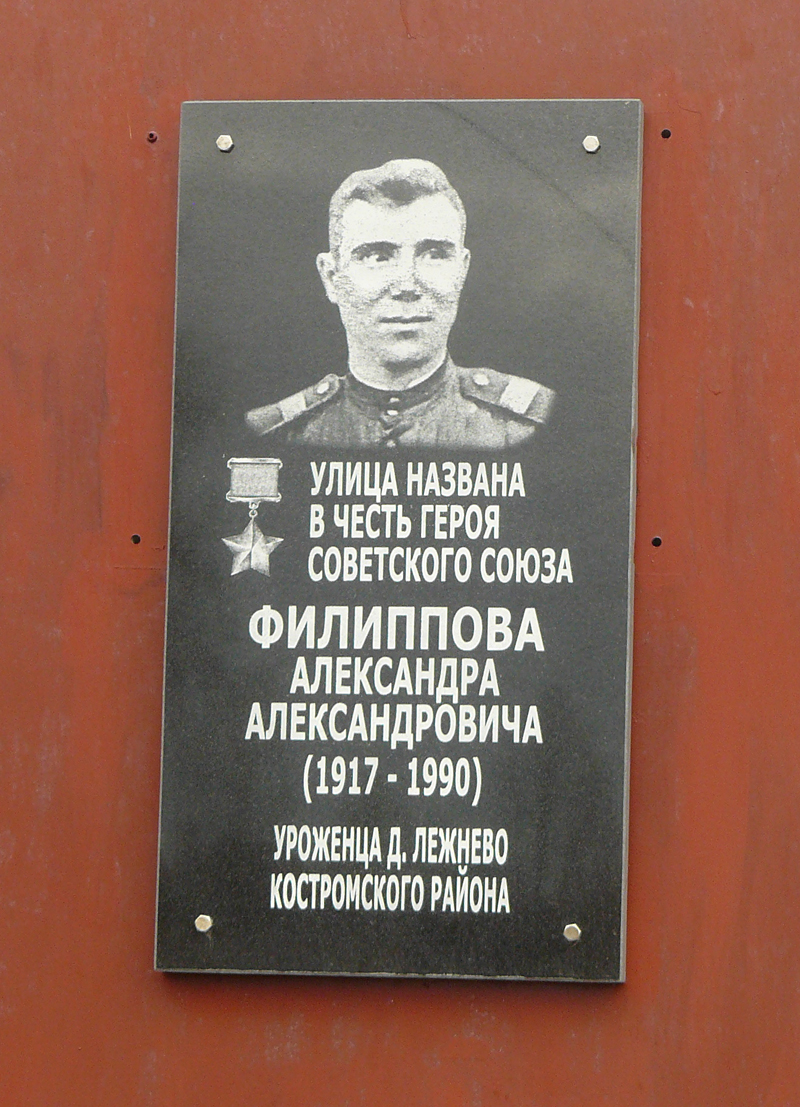 УЛИЦА НАЗВАНА
В ЧЕСТЬ ГЕРОЯ
СОВЕТСКОГО СОЮЗА
ФИЛИППОВА
АЛЕКСАНДРА
АЛЕКСАНДРОВИЧА
(1917 - 1990)
УРОЖЕНЦА Д. ЛЕЖНЕВО
КОСТРОМСКОГО РАЙОНА